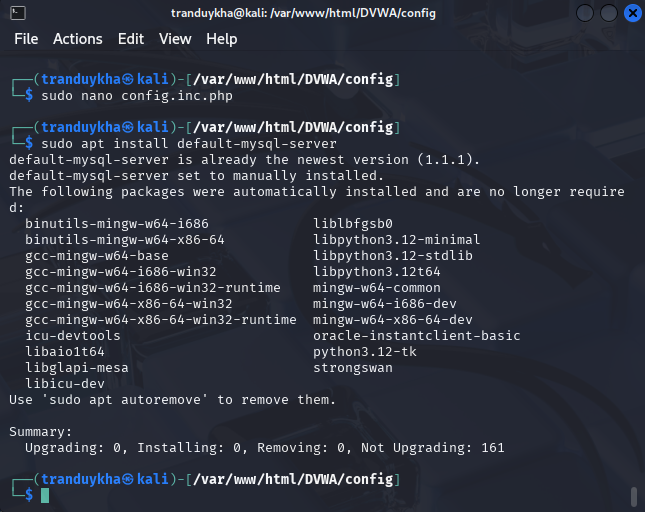 tranduykha@kali: /var/www/html/DVWA/config
File Actions Edit View Help
┌──(tranduykha㉿kali)-[/var/www/html/DVWA/config]
└─$ sudo nano config.inc.php
┌──(tranduykha㉿kali)-[/var/www/html/DVWA/config]
└─$ sudo apt install default-mysql-server
default-mysql-server is already the newest version (1.1.1).
default-mysql-server set to manually installed.
The following packages were automatically installed and are no longer require
d:
binutils-mingw-w64-i686 liblbfgsb0
binutils-mingw-w64-x86-64 libpython3.12-minimal
gcc-mingw-w64-base libpython3.12-stdlib
gcc-mingw-w64-i686-win32 libpython3.12t64
gcc-mingw-w64-i686-win32-runtime mingw-w64-common
gcc-mingw-w64-x86-64-win32 mingw-w64-i686-dev
gcc-mingw-w64-x86-64-win32-runtime mingw-w64-x86-64-dev
icu-devtools oracle-instantclient-basic
libaio1t64 python3.12-tk
libglapi-mesa strongswan
libicu-dev
Use 'sudo apt autoremove' to remove them.
Summary:
Upgrading: 0, Installing: 0, Removing: 0, Not Upgrading: 161
┌──(tranduykha㉿kali)-[/var/www/html/DVWA/config]
└─$